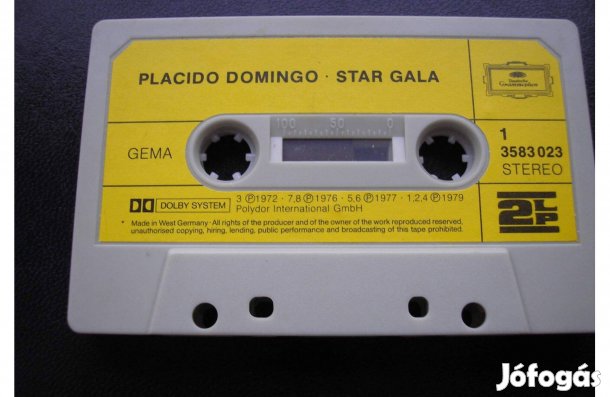 PLACIDO DOMINGO · STAR GALA
Deutsche
Grammophon
100 50 0
GEMA
1
3583 023
STEREO
DOLBY SYSTEM
3 ℗1972 · 7,8 ℗1976 · 5,6 ℗1977 · 1,2,4 ℗1979
Polydor International GmbH
* Made in West Germany · All rights of the producer and of the owner of the work reproduced reserved,
unauthorised copying, hiring, lending, public performance and broadcasting of this tape prohibited.
2LP
Jófogás